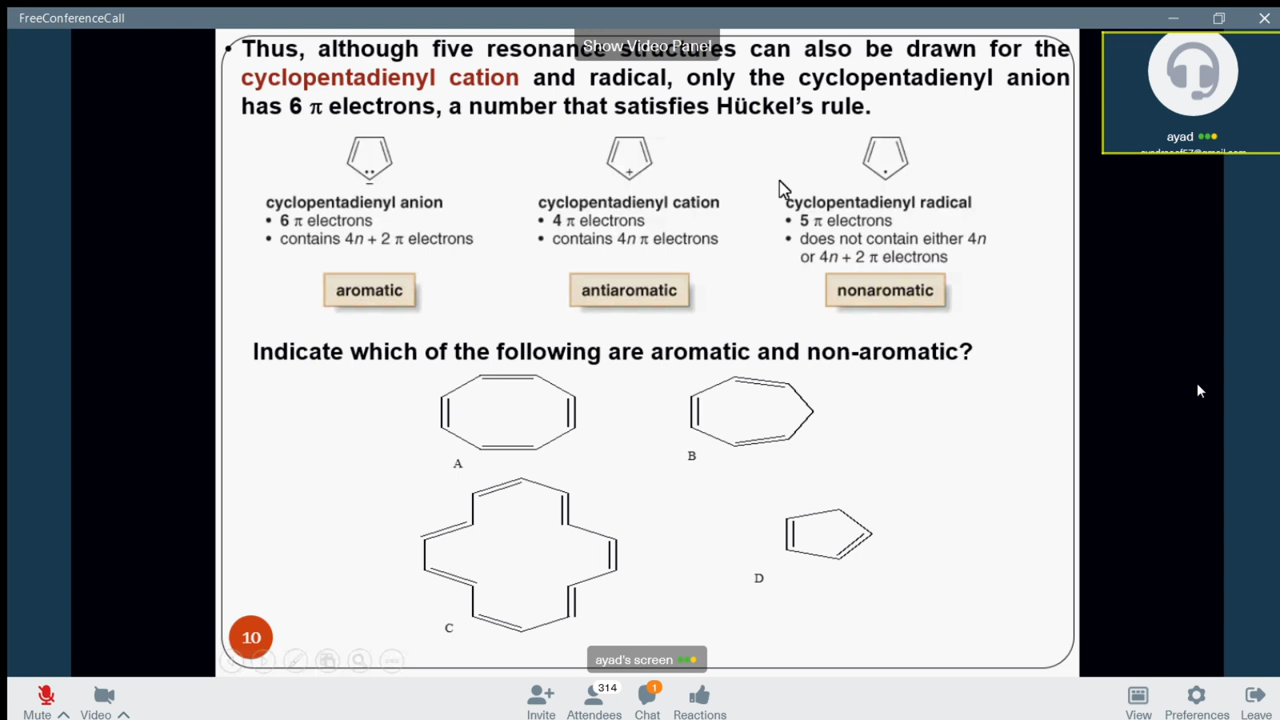 FreeConferenceCall
Show Video Panel
• Thus, although five resonance structures can also be drawn for the
cyclopentadienyl cation and radical, only the cyclopentadienyl anion
has 6 π electrons, a number that satisfies Hückel's rule.
ayad
cyclopentadienyl anion
• 6 π electrons
• contains 4n + 2 π electrons
aromatic
cyclopentadienyl cation
• 4 π electrons
• contains 4n π electrons
antiaromatic
cyclopentadienyl radical
• 5 π electrons
• does not contain either 4n
or 4n + 2 π electrons
nonaromatic
Indicate which of the following are aromatic and non-aromatic?
A
B
C
D
10
ayad's screen
Mute
Video
Invite
314
Attendees
1
Chat
Reactions
View
Preferences
Leave